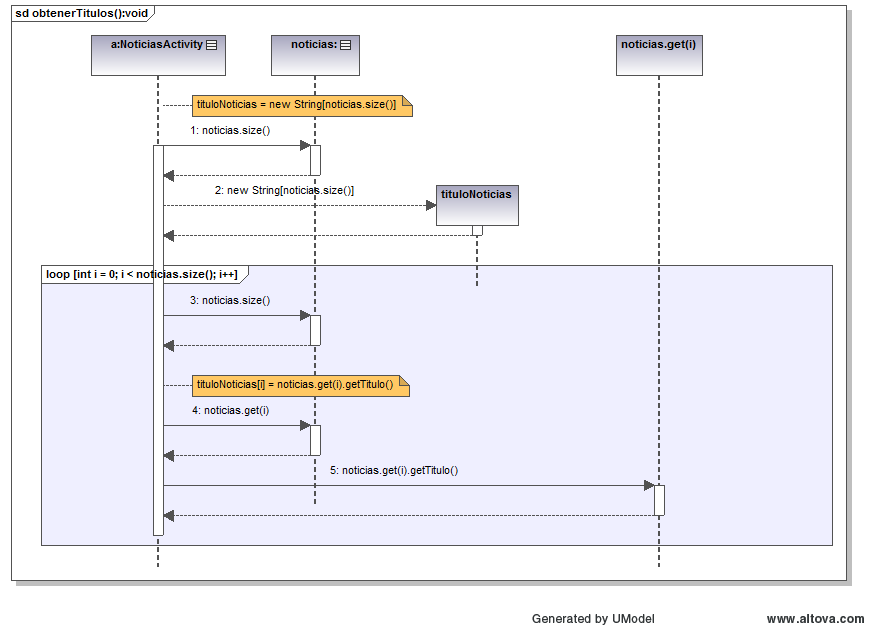 sd obtenerTitulos():void
a:NoticiasActivity
noticias:
noticias.get(i)
tituloNoticias = new String[noticias.size()]
1: noticias.size()
2: new String[noticias.size()]
tituloNoticias
loop [int i = 0; i < noticias.size(); i++]
3: noticias.size()
tituloNoticias[i] = noticias.get(i).getTitulo()
4: noticias.get(i)
5: noticias.get(i).getTitulo()
Generated by UModel
www.altova.com